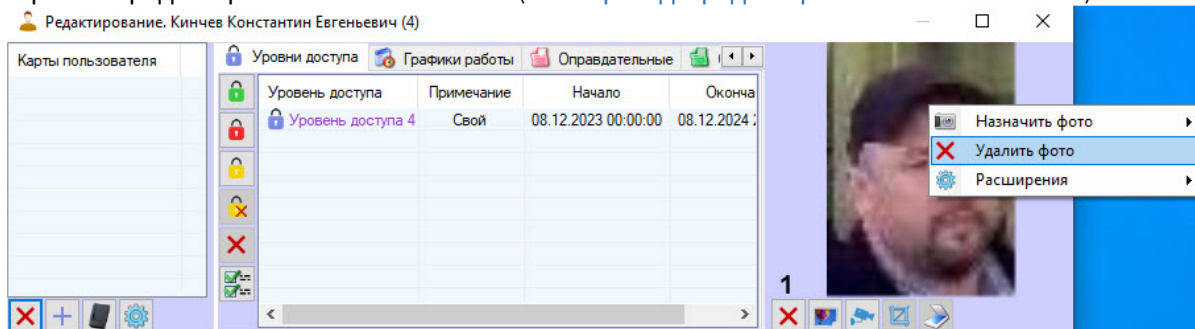 Редактирование. Кинчев Константин Евгеньевич (4)
Карты пользователя
Уровни доступа Графики работы Оправдательные
Уровень доступа Примечание Начало Оконча
Уровень доступа 4 Свой 08.12.2023 00:00:00 08.12.2024
Назначить фото
Удалить фото
Расширения
1